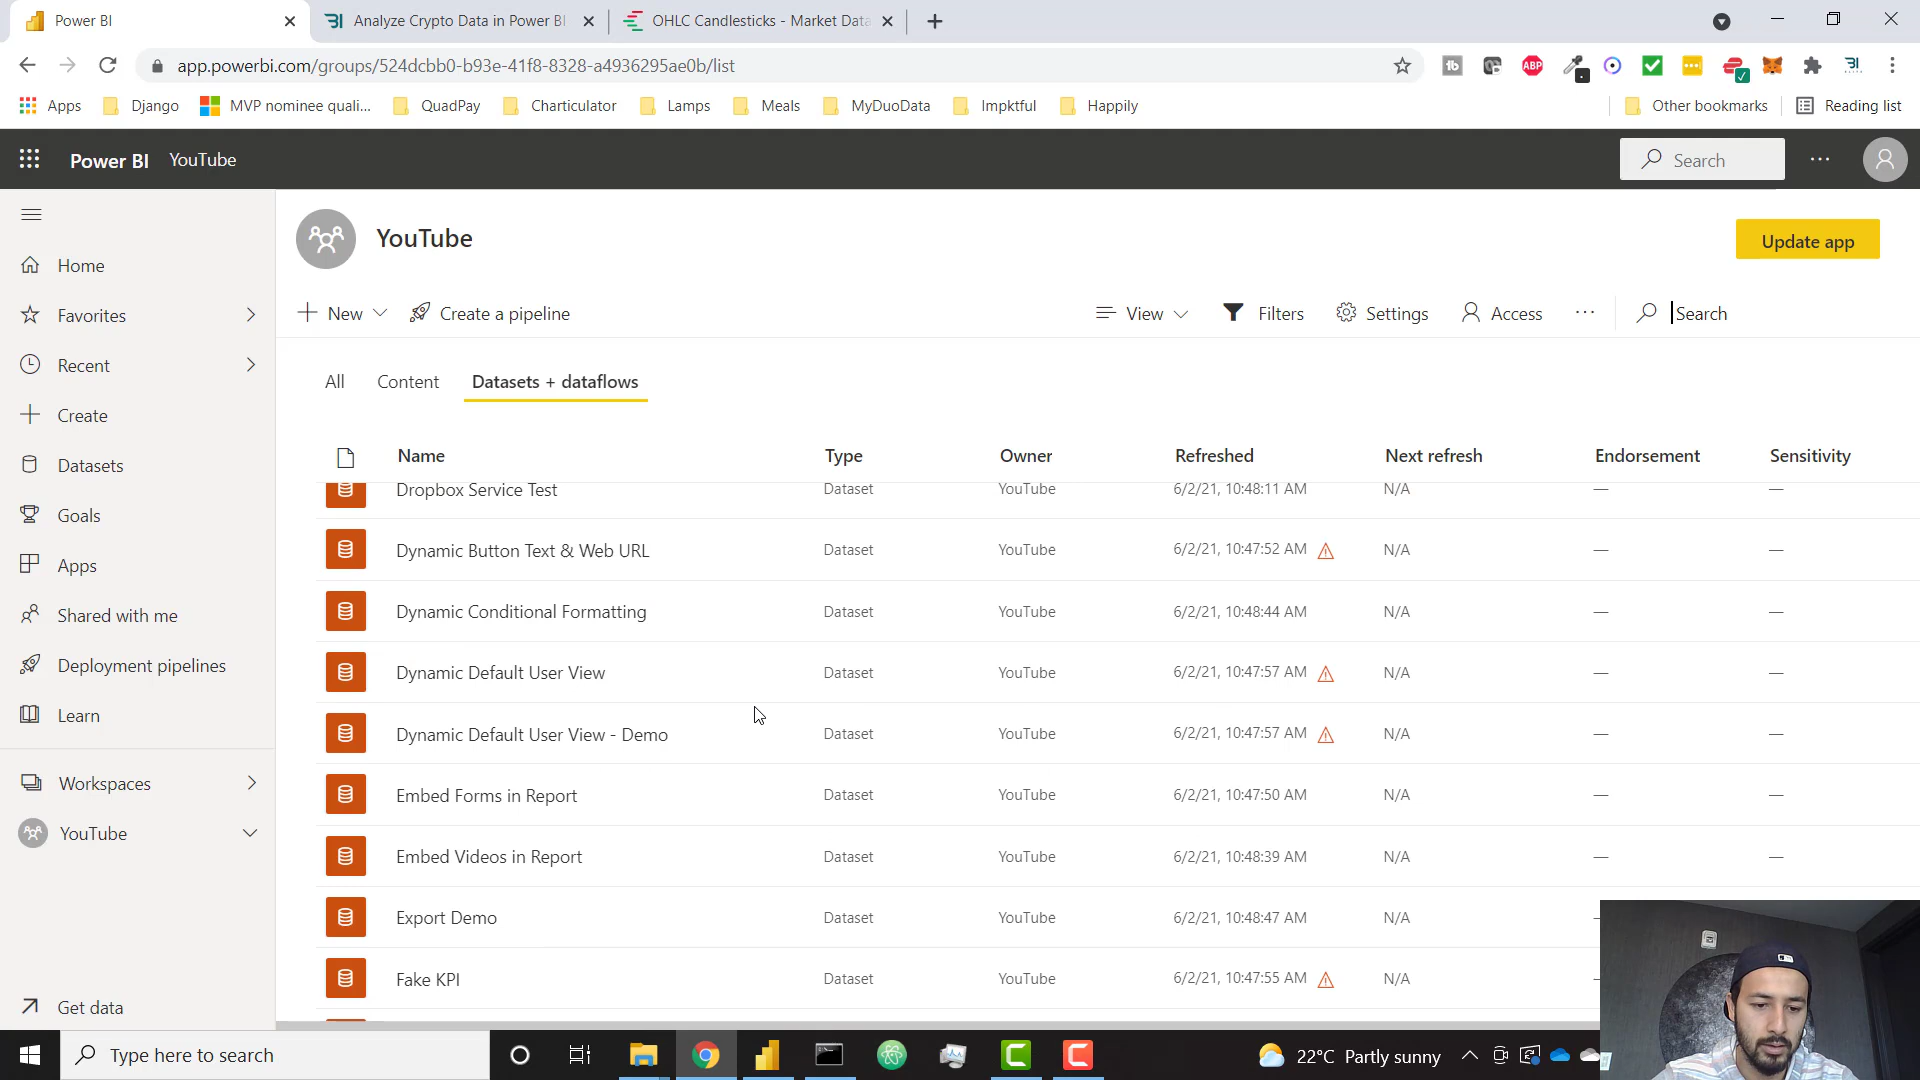 Power BI
Analyze Crypto Data in Power BI
OHLC Candlesticks - Market Data
app.powerbi.com/groups/524dcbb0-b93e-41f8-8328-a4936295ae0b/list
Apps
Django
MVP nominee quali...
QuadPay
Charticulator
Lamps
Meals
MyDuoData
Impktful
Happily
Other bookmarks
Reading list
Power BI YouTube
Search
YouTube
Update app
New
Create a pipeline
View
Filters
Settings
Access
Search
Home
Favorites
Recent
Create
Datasets
Goals
Apps
Shared with me
Deployment pipelines
Learn
Workspaces
YouTube
Get data
All
Content
Datasets + dataflows
Name Type Owner Refreshed Next refresh Endorsement Sensitivity
Dropbox Service Test Dataset YouTube 6/2/21, 10:48:11 AM N/A — —
Dynamic Button Text & Web URL Dataset YouTube 6/2/21, 10:47:52 AM N/A — —
Dynamic Conditional Formatting Dataset YouTube 6/2/21, 10:48:44 AM N/A — —
Dynamic Default User View Dataset YouTube 6/2/21, 10:47:57 AM N/A — —
Dynamic Default User View - Demo Dataset YouTube 6/2/21, 10:47:57 AM N/A — —
Embed Forms in Report Dataset YouTube 6/2/21, 10:47:50 AM N/A — —
Embed Videos in Report Dataset YouTube 6/2/21, 10:48:39 AM N/A — —
Export Demo Dataset YouTube 6/2/21, 10:48:47 AM N/A
Fake KPI Dataset YouTube 6/2/21, 10:47:55 AM N/A
Type here to search
22°C Partly sunny